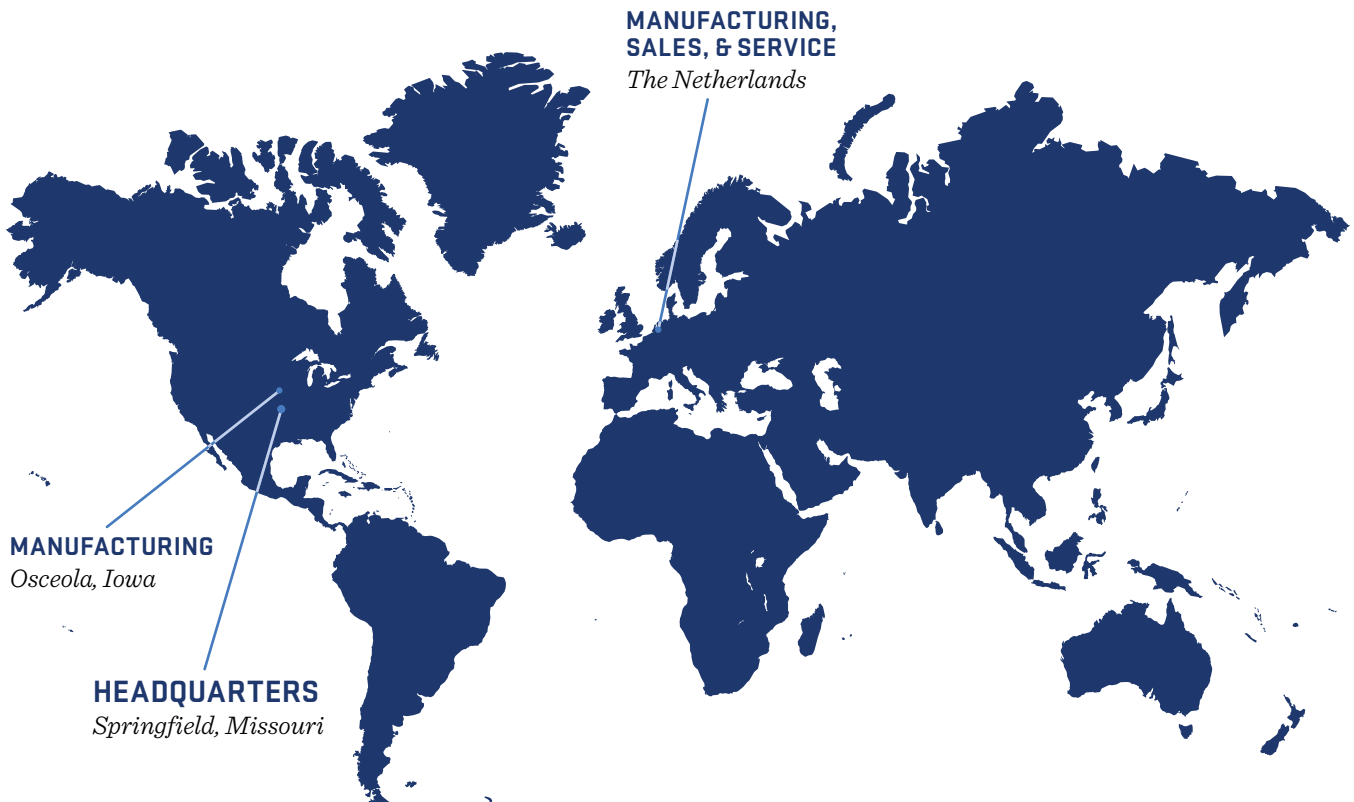 MANUFACTURING,
SALES, & SERVICE
The Netherlands
MANUFACTURING
Osceola, Iowa
HEADQUARTERS
Springfield, Missouri